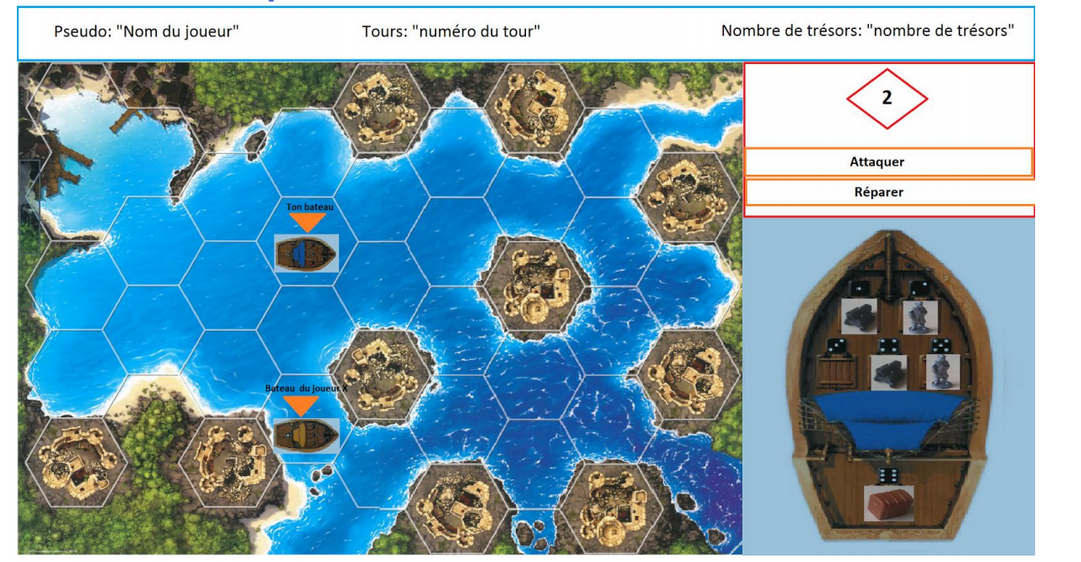 Pseudo: "Nom du joueur"
Tours: "numéro du tour"
Nombre de trésors: "nombre de trésors"
2
Attaquer
Réparer
Ton bateau
Bateau du joueur X